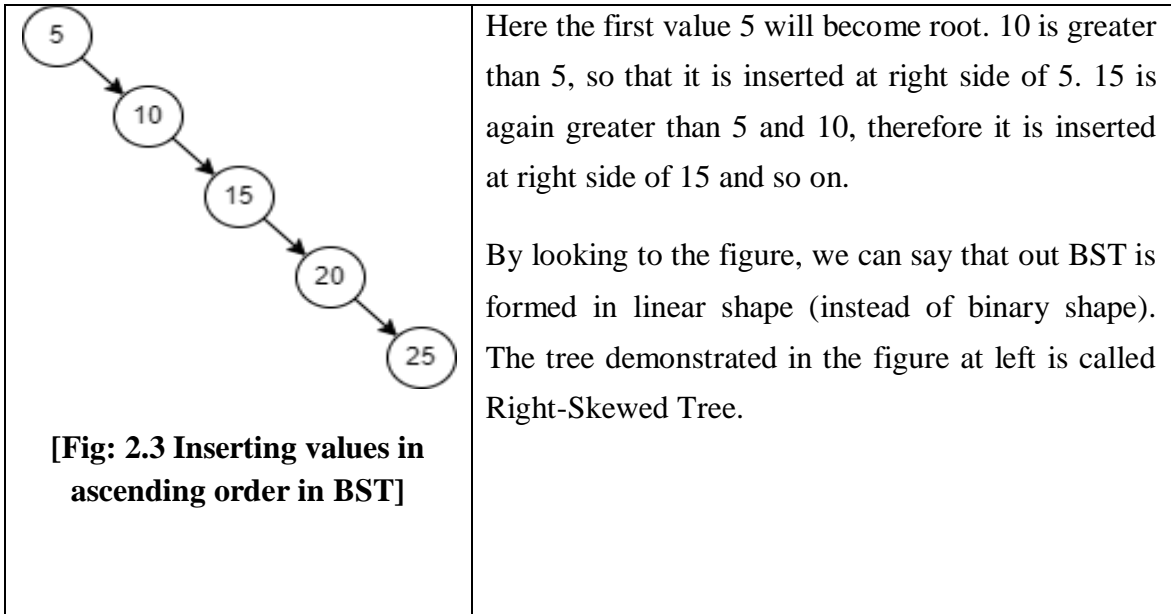 5
10
15
20
25
[Fig: 2.3 Inserting values in
ascending order in BST]
Here the first value 5 will become root. 10 is greater
than 5, so that it is inserted at right side of 5. 15 is
again greater than 5 and 10, therefore it is inserted
at right side of 15 and so on.
By looking to the figure, we can say that out BST is
formed in linear shape (instead of binary shape).
The tree demonstrated in the figure at left is called
Right-Skewed Tree.